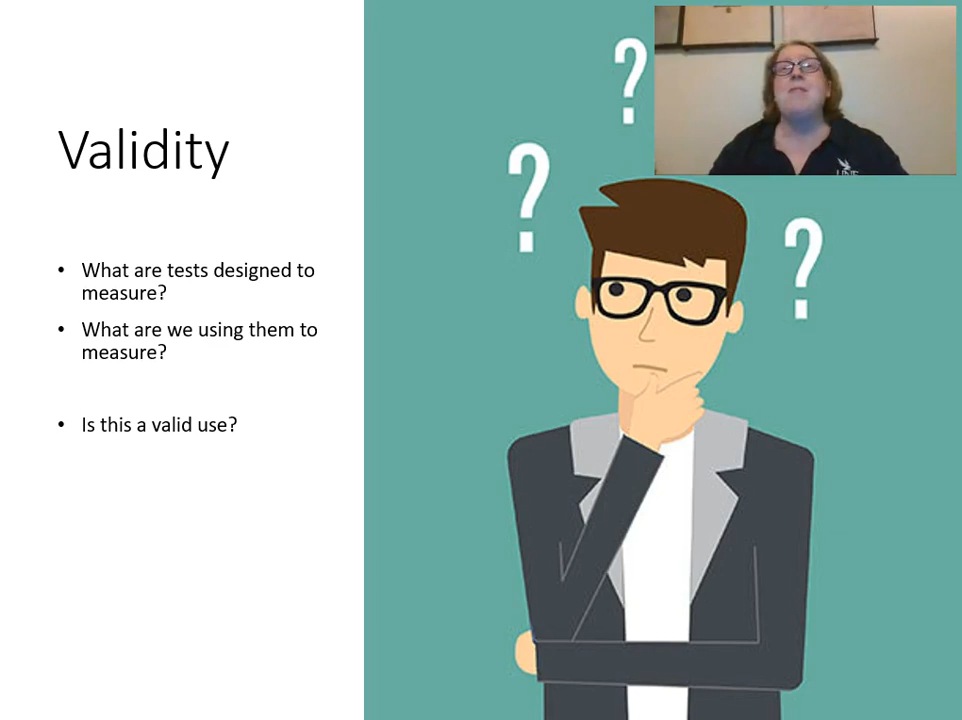 Validity
• What are tests designed to
measure?
• What are we using them to
measure?
• Is this a valid use?
?
?
?